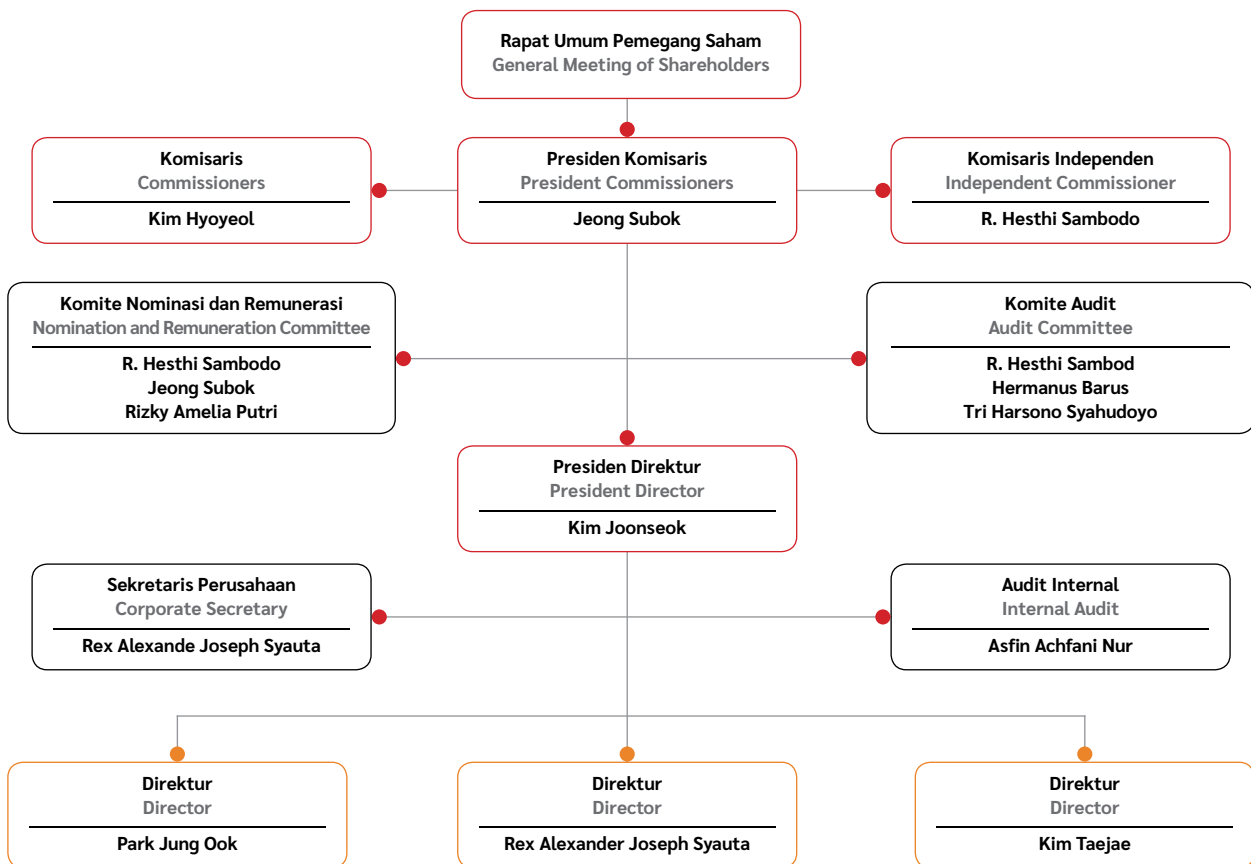 Rapat Umum Pemegang Saham
General Meeting of Shareholders
Komisaris
Commissioners
Kim Hyoyeol
Presiden Komisaris
President Commissioners
Jeong Subok
Komisaris Independen
Independent Commissioner
R. Hesthi Sambodo
Komite Nominasi dan Remunerasi
Nomination and Remuneration Committee
R. Hesthi Sambodo
Jeong Subok
Rizky Amelia Putri
Komite Audit
Audit Committee
R. Hesthi Sambod
Hermanus Barus
Tri Harsono Syahudoyo
Presiden Direktur
President Director
Kim Joonseok
Sekretaris Perusahaan
Corporate Secretary
Rex Alexande Joseph Syauta
Audit Internal
Internal Audit
Asfin Achfani Nur
Direktur
Director
Park Jung Ook
Direktur
Director
Rex Alexander Joseph Syauta
Direktur
Director
Kim Taejae